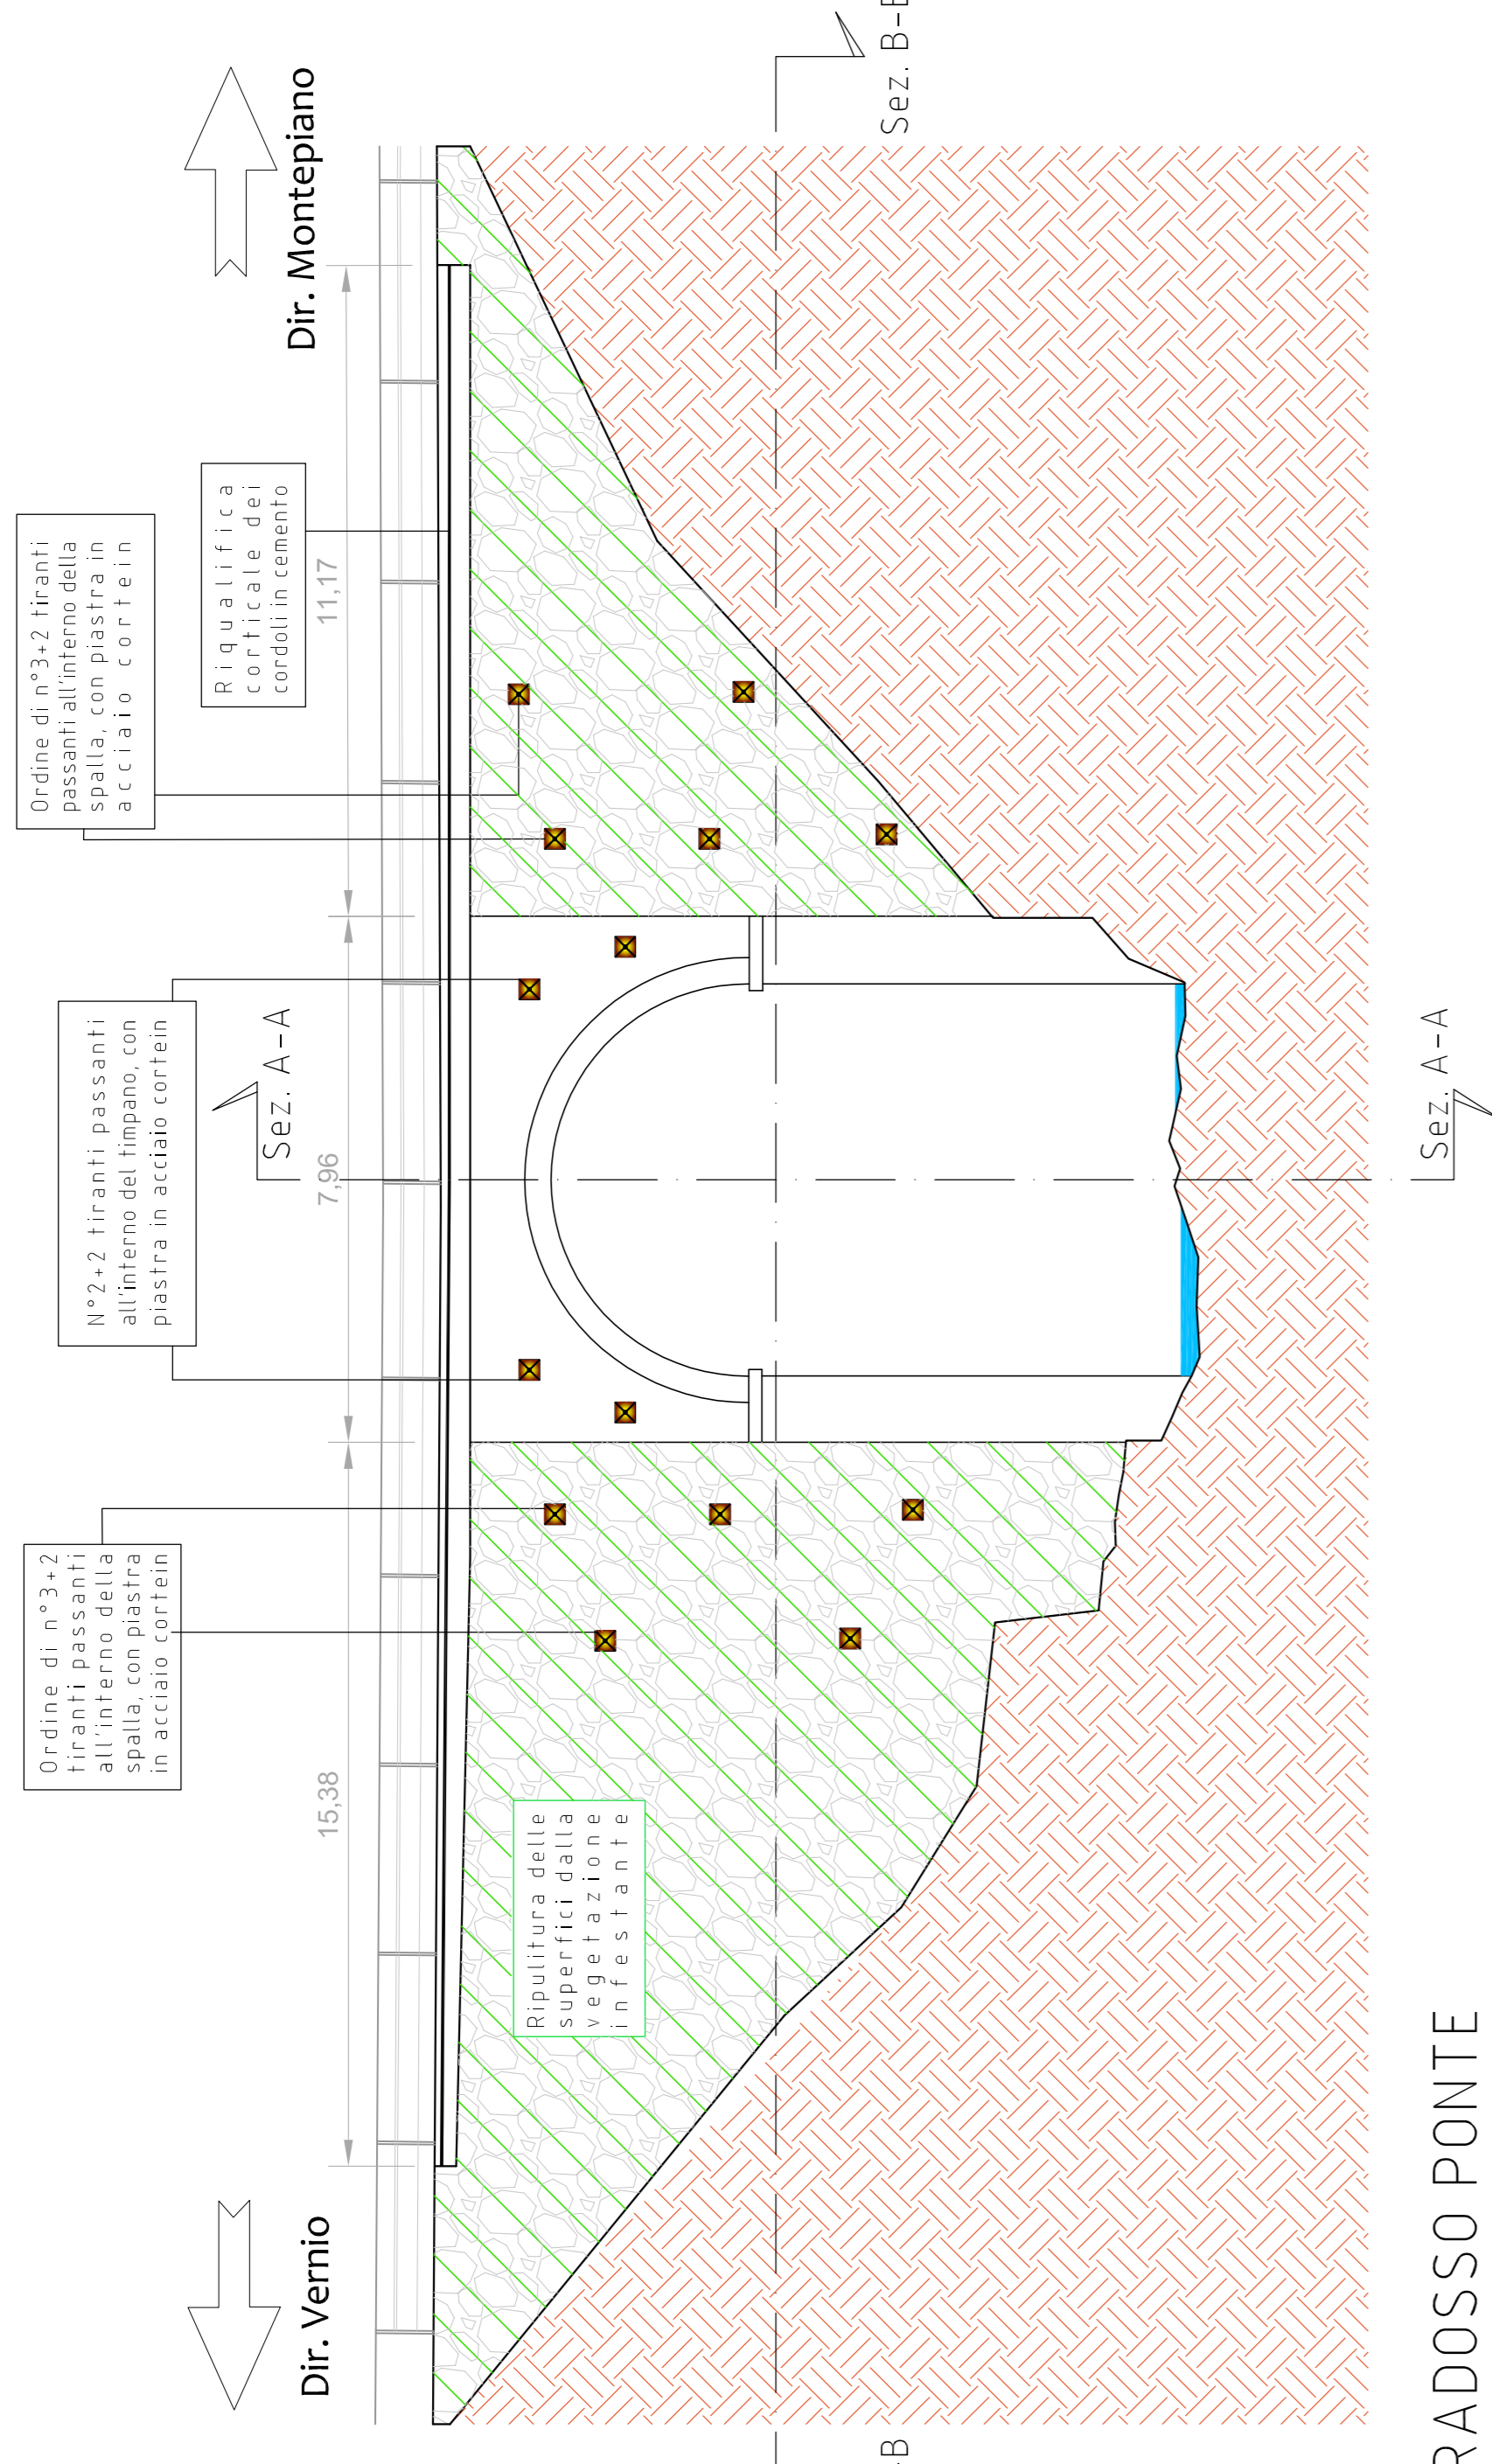 Dir. Vernio
Dir. Montepiano
Ordine di n°3+2
tiranti passanti
all'interno della
spalla, con piastra
in acciaio cortein
N°2+2 tiranti passanti
all'interno del timpano, con
piastra in acciaio cortein
Ordine di n°3+2 tiranti
passanti all'interno della
spalla, con piastra in
acciaio cortein
Riqualifica
corticale dei
cordoli in cemento
15,38
7,96
11,17
Sez. A-A
Ripulitura delle
superfici dalla
vegetazione
infestante
Sez. B-B
-B
Sez. A-A
RADOSSO PONTE